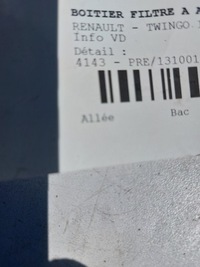 BOITIER FILTRE A A
RENAULT - TWINGO
Info VD
Détail :
4143 - PRE/131001
Allée Bac